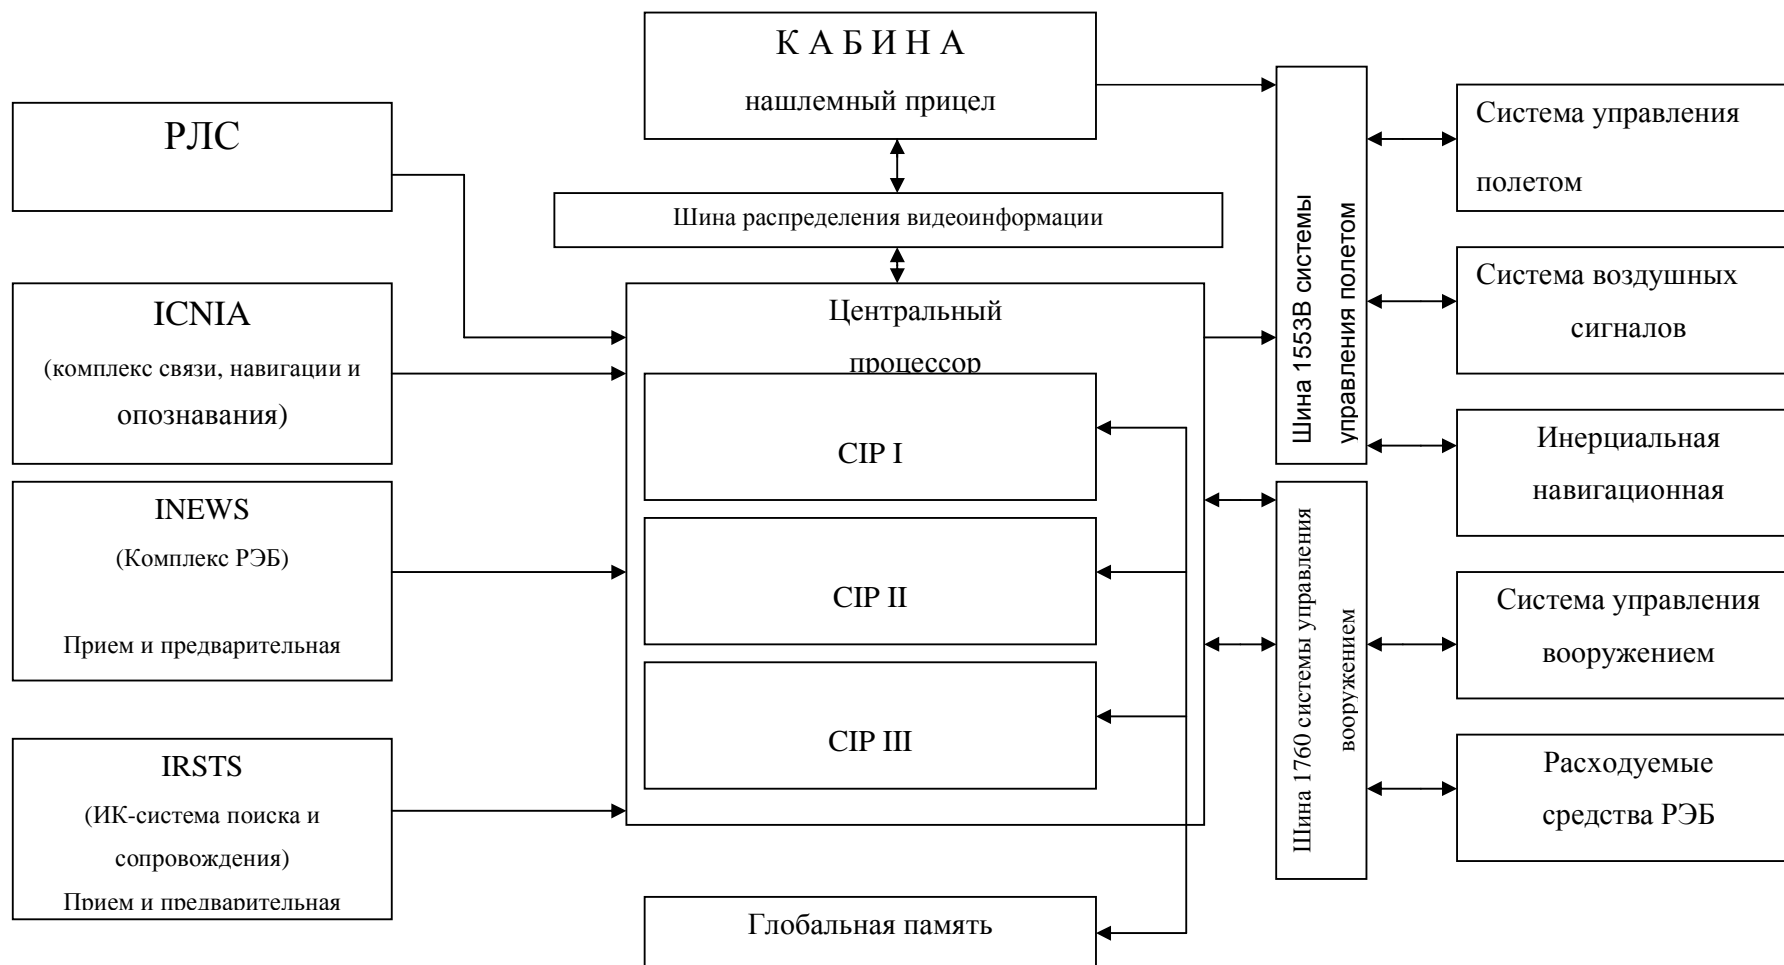 К А Б И Н А
нашлемный прицел
РЛС
Шина распределения видеоинформации
ICNIA
(комплекс связи, навигации и
опознавания)
INEWS
(Комплекс РЭБ)
Прием и предварительная
IRSTS
(ИК-система поиска и
сопровождения)
Прием и предварительная
Центральный
процессор
CIP I
CIP II
CIP III
Глобальная память
Шина 1553В системы
управления полетом
Шина 1760 системы управления
вооружением
Система управления
полетом
Система воздушных
сигналов
Инерциальная
навигационная
Система управления
вооружением
Расходуемые
средства РЭБ